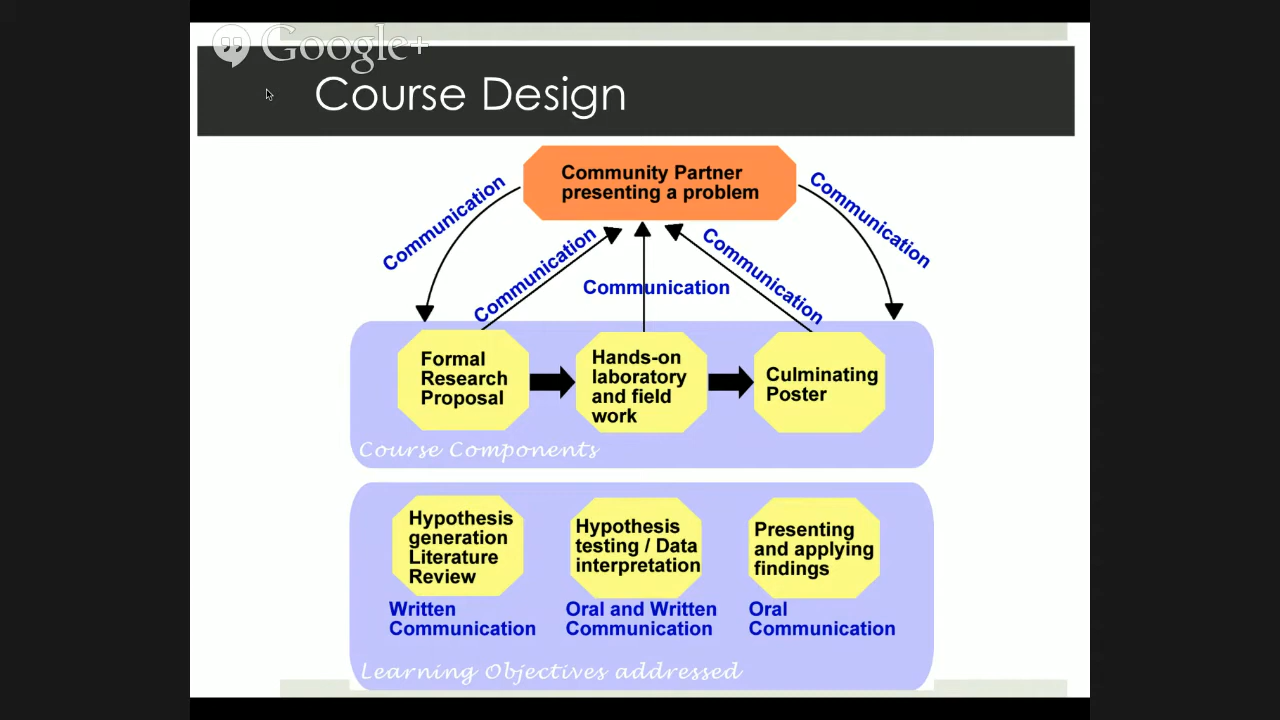 Google+
Course Design
Community Partner
presenting a problem
Communication
Communication
Communication
Communication
Communication
Formal
Research
Proposal
Hands-on
laboratory
and field
work
Culminating
Poster
Course Components
Hypothesis
generation
Literature
Review
Hypothesis
testing / Data
interpretation
Presenting
and applying
findings
Written
Communication
Oral and Written
Communication
Oral
Communication
Learning Objectives addressed